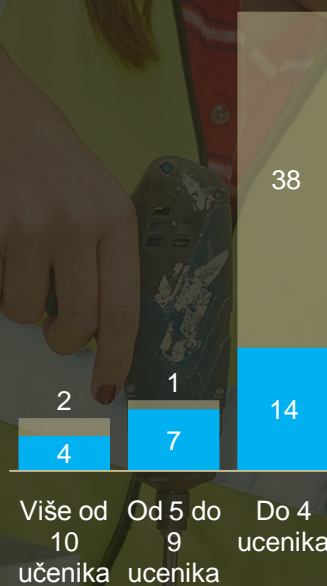 38
14
2
4
1
7
Više od
10
učenika
Od 5 do
9
ucenika
Do 4
ucenika